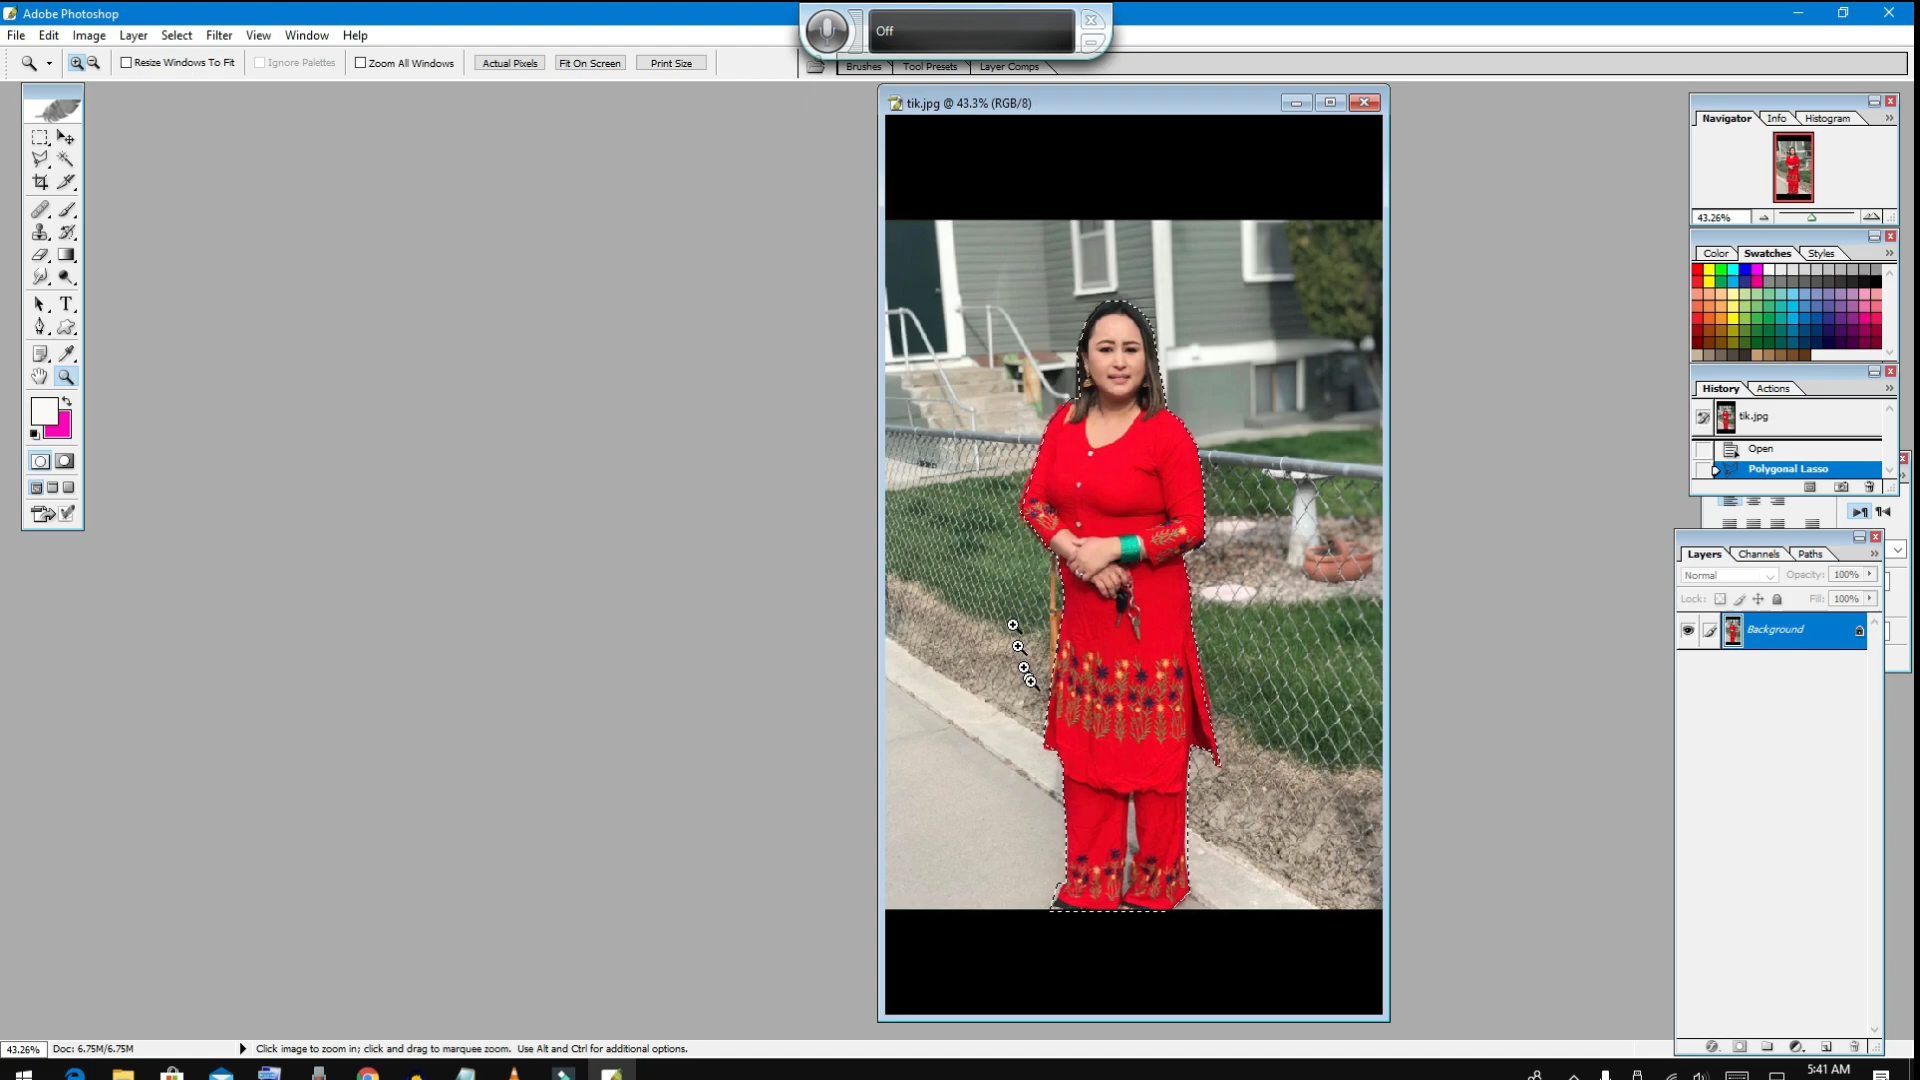 Adobe Photoshop
Off
File Edit Image Layer Select Filter View Window Help
Resize Windows To Fit Ignore Palettes Zoom All Windows Actual Pixels Fit On Screen Print Size
Brushes Tool Presets Layer Comps
tik.jpg @ 43.3% (RGB/8)
Navigator Info Histogram
43.26%
Color Swatches Styles
History Actions
tik.jpg
Open
Polygonal Lasso
Layers Channels Paths
Normal Opacity: 100%
Lock: Fill: 100%
Background
T
43.26% Doc: 6.75M/6.75M Click image to zoom in; click and drag to marquee zoom. Use Alt and Ctrl for additional options.
5:41 AM